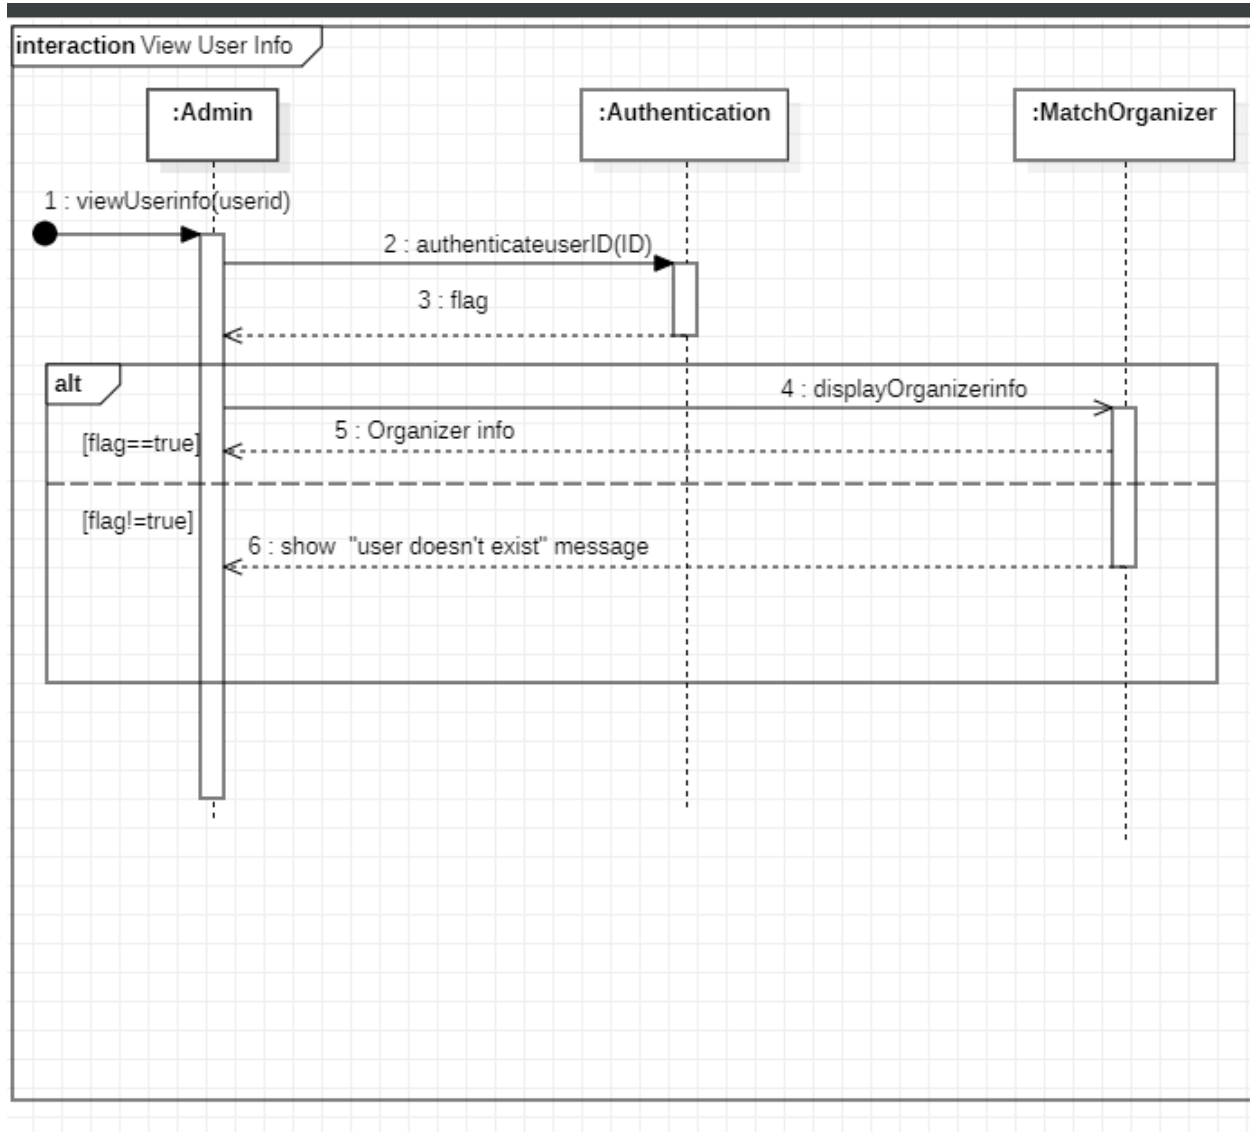 interaction View User Info
:Admin
:Authentication
:MatchOrganizer
1 : viewUserinfo(userid)
2 : authenticateuserID(ID)
3 : flag
alt
4 : displayOrganizerinfo
[flag==true]
5 : Organizer info
[flag!=true]
6 : show  "user doesn't exist" message